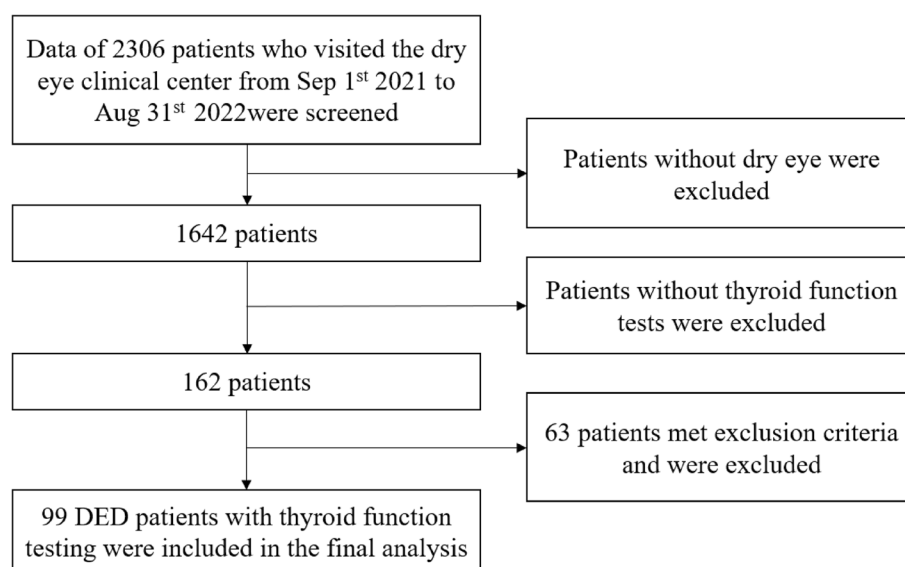 Data of 2306 patients who visited the dry
eye clinical center from Sep 1st 2021 to
Aug 31st 2022were screened
Patients without dry eye were
excluded
1642 patients
Patients without thyroid function
tests were excluded
162 patients
63 patients met exclusion criteria
and were excluded
99 DED patients with thyroid function
testing were included in the final analysis